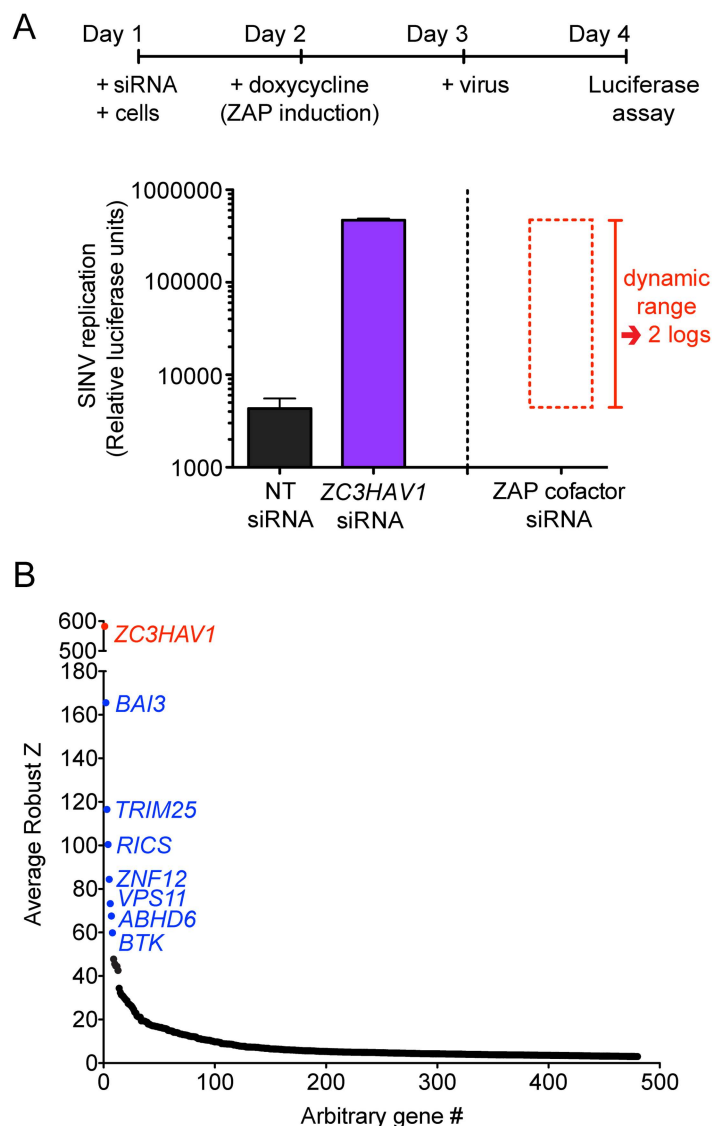 A
Day 1 Day 2 Day 3 Day 4
+ siRNA + doxycycline + virus Luciferase
+ cells (ZAP induction) assay
SINV replication
(Relative luciferase units)
1000000
100000
10000
1000
dynamic
range
➔ 2 logs
NT ZC3HAV1 ZAP cofactor
siRNA siRNA siRNA
B
Average Robust Z
600
500
180
160
140
120
100
80
60
40
20
0
ZC3HAV1
BAI3
TRIM25
RICS
ZNF12
VPS11
ABHD6
BTK
0 100 200 300 400 500
Arbitrary gene #